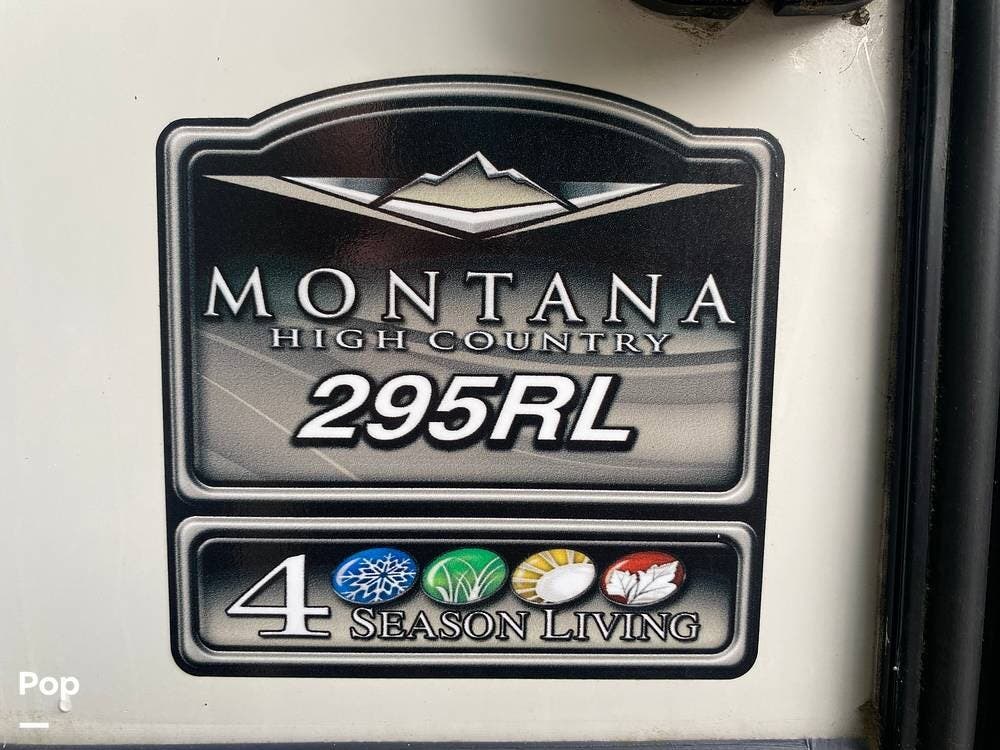 MONTANA
HIGH COUNTRY
295RL
4 SEASON LIVING
Pop